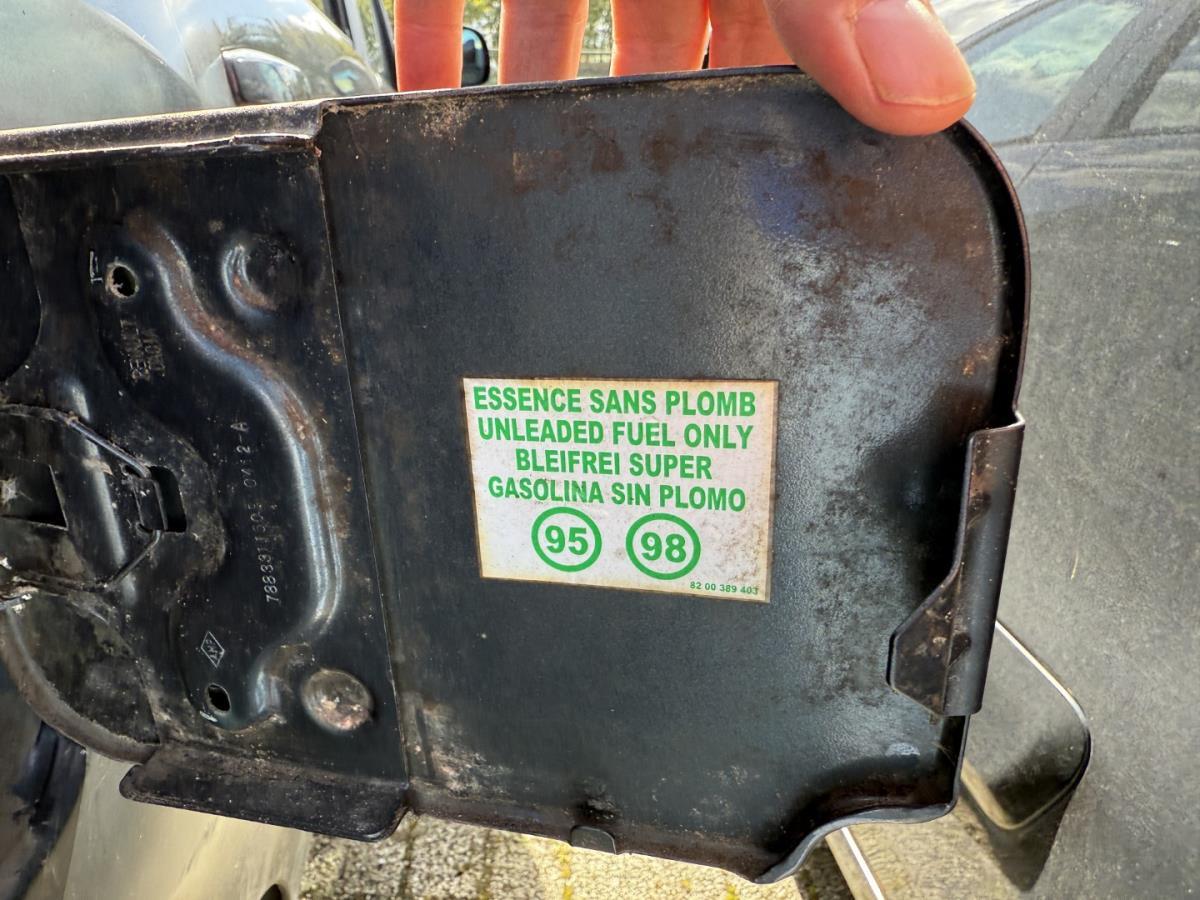 ESSENCE SANS PLOMB
UNLEADED FUEL ONLY
BLEIFREI SUPER
GASOLINA SIN PLOMO
95 98
82 00 389 403